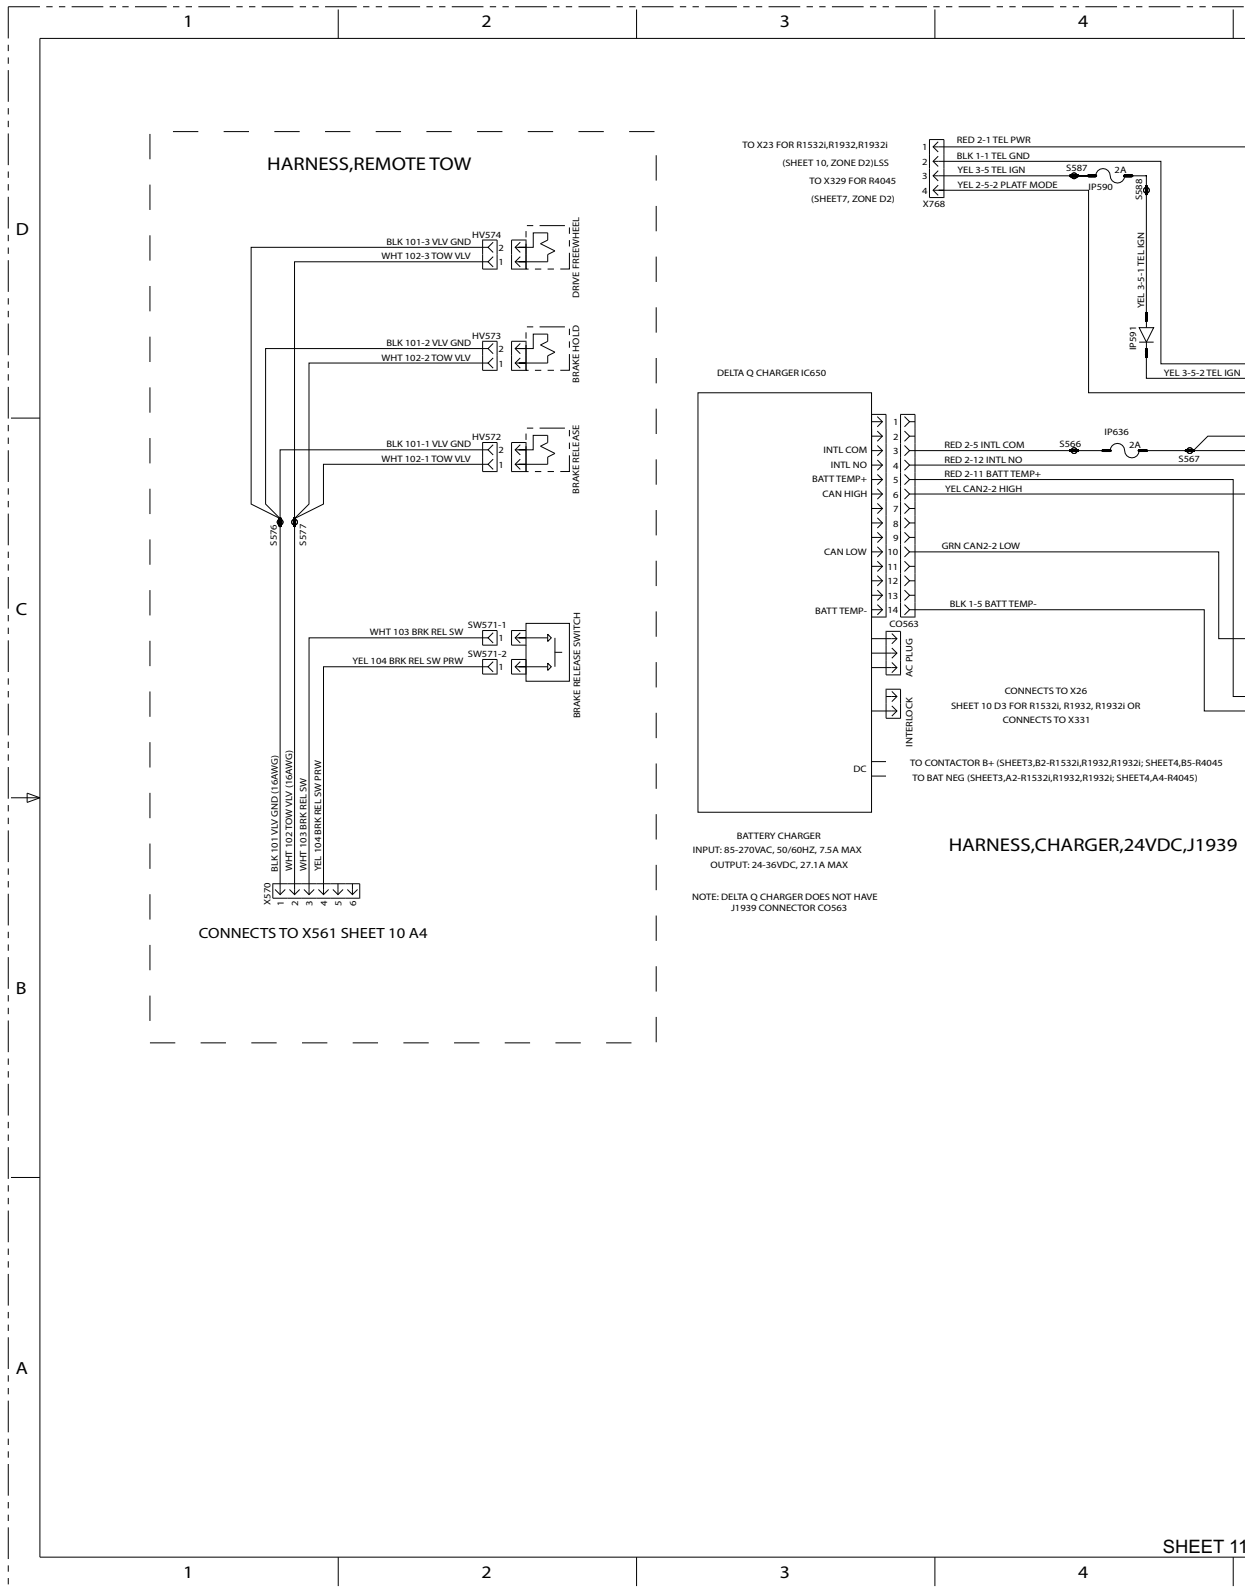 1 2 3 4
D
C
B
A
HARNESS,REMOTE TOW
BLK 101-3 VLV GND
WHT 102-3 TOW VLV
HV574
2
1
DRIVE FREEWHEEL
BLK 101-2 VLV GND
WHT 102-2 TOW VLV
HV573
2
1
BRAKE HOLD
BLK 101-1 VLV GND
WHT 102-1 TOW VLV
HV572
2
1
BRAKE RELEASE
S576
S577
WHT 103 BRK REL SW
SW571-1
1
YEL 104 BRK REL SW PRW
SW571-2
1
BRAKE RELEASE SWITCH
BLK 101 VLV GND (16AWG)
WHT 102 TOW VLV (16AWG)
WHT 103 BRK REL SW
YEL 104 BRK REL SW PRW
X570
1
2
3
4
5
6
CONNECTS TO X561 SHEET 10 A4
TO X23 FOR R1532i,R1932,R1932i
(SHEET 10, ZONE D2)LSS
TO X329 FOR R4045
(SHEET7, ZONE D2)
1
2
3
4
X768
RED 2-1 TEL PWR
BLK 1-1 TEL GND
YEL 3-5 TEL IGN
YEL 2-5-2 PLATF MODE
S587
2A
IP590
S588
YEL 3-5-1 TEL IGN
IP591
YEL 3-5-2 TEL IGN
DELTA Q CHARGER IC650
INTL COM
INTL NO
BATT TEMP+
CAN HIGH
CAN LOW
BATT TEMP-
1
2
3
4
5
6
7
8
9
10
11
12
13
14
CO563
RED 2-5 INTL COM
S566
IP636
2A
S567
RED 2-12 INTL NO
RED 2-11 BATT TEMP+
YEL CAN2-2 HIGH
GRN CAN2-2 LOW
BLK 1-5 BATT TEMP-
AC PLUG
INTERLOCK
CONNECTS TO X26
SHEET 10 D3 FOR R1532i, R1932, R1932i OR
CONNECTS TO X331
DC
TO CONTACTOR B+ (SHEET3,B2-R1532i,R1932,R1932i; SHEET4,B5-R4045
TO BAT NEG (SHEET3,A2-R1532i,R1932,R1932i; SHEET4,A4-R4045)
BATTERY CHARGER
INPUT: 85-270VAC, 50/60HZ, 7.5A MAX
OUTPUT: 24-36VDC, 27.1A MAX
HARNESS,CHARGER,24VDC,J1939
NOTE: DELTA Q CHARGER DOES NOT HAVE
J1939 CONNECTOR CO563
SHEET 11
1 2 3 4